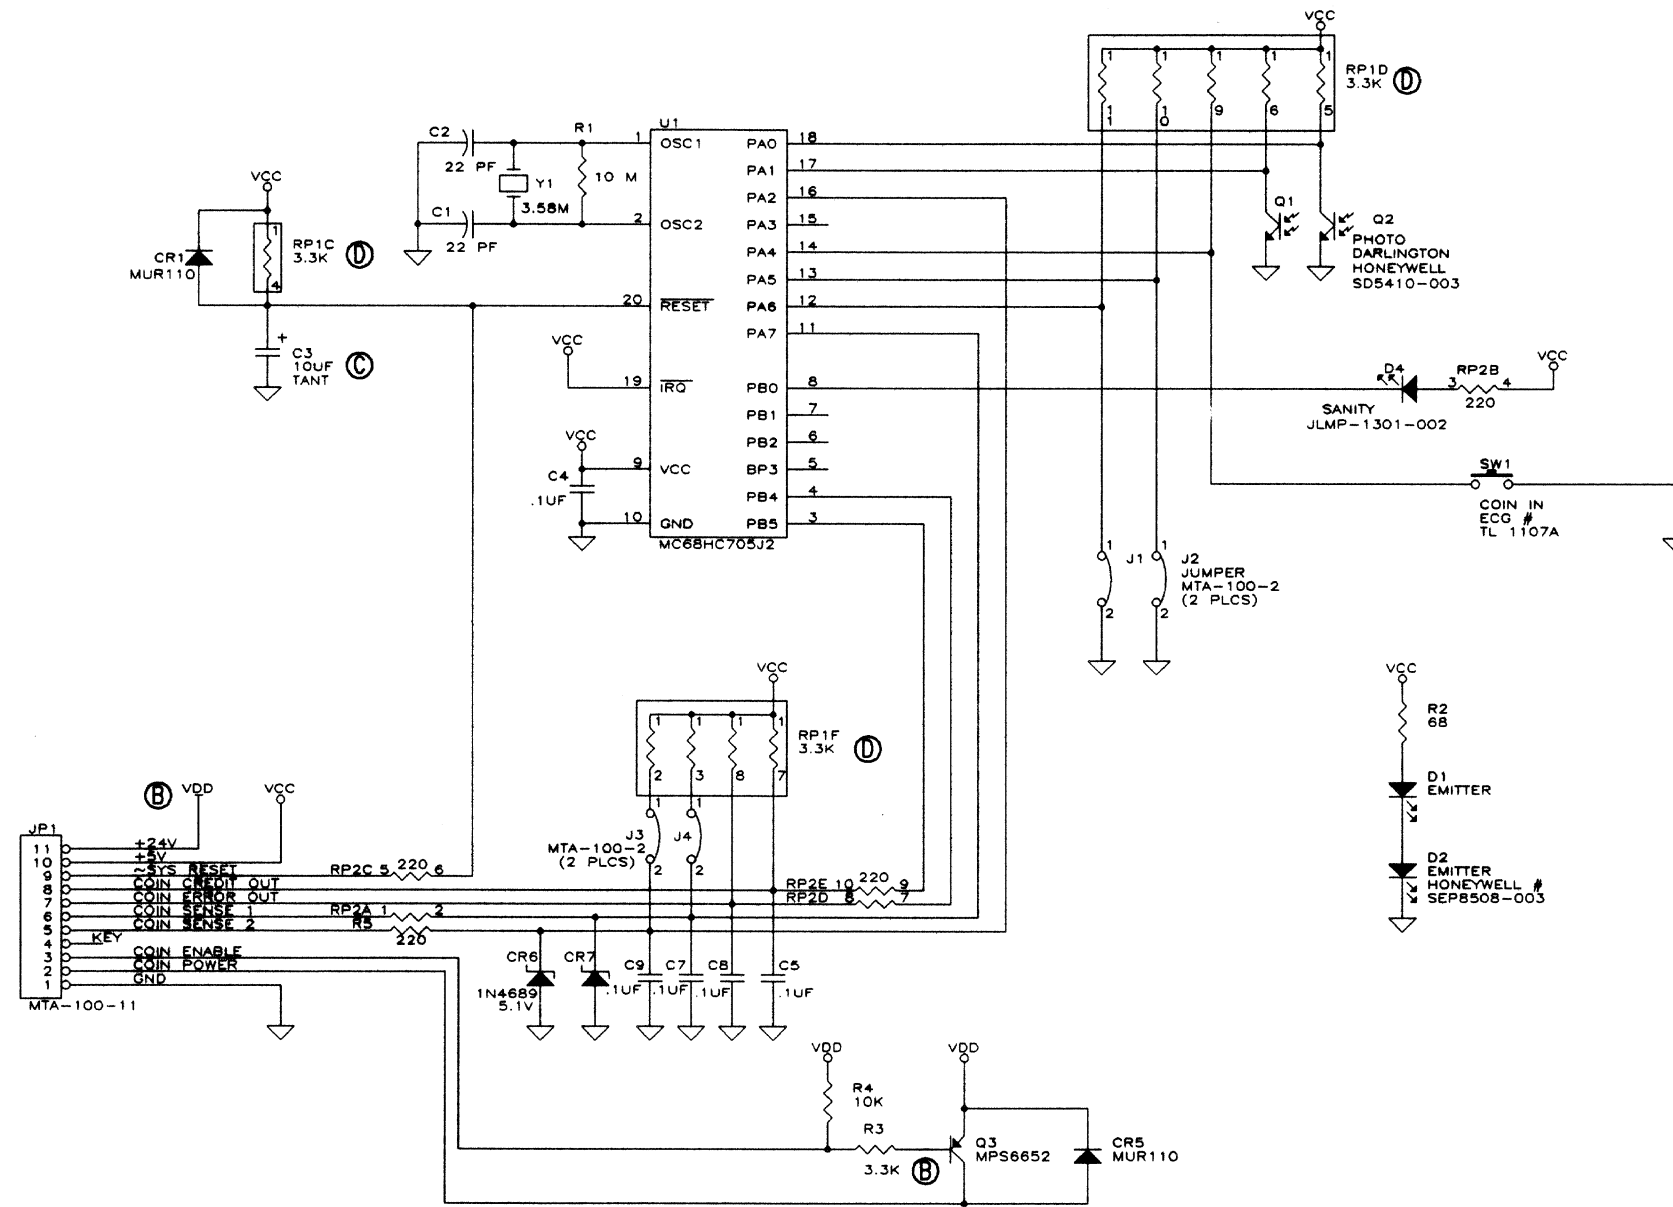 VCC
RP1D
3.3K
D
1
1
1
1
1
1
1
1
0
9
6
5
C2
22 PF
R1
10 M
Y1
3.58M
C1
22 PF
U1
1 OSC1
2 OSC2
20 RESET
19 IRQ
9 VCC
10 GND
PA0 18
PA1 17
PA2 16
PA3 15
PA4 14
PA5 13
PA6 12
PA7 11
PB0 8
PB1 7
PB2 6
BP3 5
PB4 4
PB5 3
MC68HC705J2
VCC
CR1
MUR110
1
RP1C
3.3K
4
D
+
C3
10UF
TANT
C
VCC
VCC
C4
.1UF
Q1
Q2
PHOTO
DARLINGTON
HONEYWELL
SD5410-003
D4
SANITY
JLMP-1301-002
3
RP2B
4
220
VCC
SW1
COIN IN
ECG #
TL 1107A
1
J1
2
1
J2
JUMPER
MTA-100-2
(2 PLCS)
2
VCC
R2
68
D1
EMITTER
D2
EMITTER
HONEYWELL #
SEP8508-003
VCC
1 1 1 1
2 3 8 7
RP1F
3.3K
D
1 1
J3 J4
MTA-100-2
(2 PLCS)
2 2
B
VDD
VCC
JP1
11 +24V
10 +5V
9 ~SYS RESET
8 COIN CREDIT OUT
7 COIN ERROR OUT
6 COIN SENSE 1
5 COIN SENSE 2
4 KEY
3 COIN ENABLE
2 COIN POWER
1 GND
MTA-100-11
RP2C 5 220 6
RP2A 1 2
R5 220
RP2E 10 220 9
RP2D 8 7
CR6
1N4689
5.1V
CR7
C9
.1UF
C7
.1UF
C8
.1UF
C5
.1UF
VDD
R4
10K
R3
3.3K
B
VDD
Q3
MPS6652
CR5
MUR110